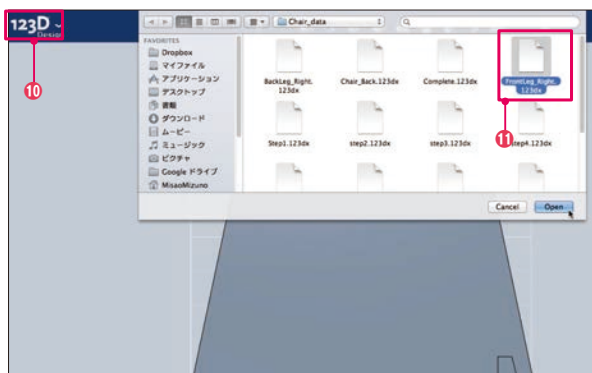 123D
Design
10
Chair_data
FAVORITES
Dropbox
マイファイル
アプリケーション
デスクトップ
書類
ダウンロード
ムービー
ミュージック
ピクチャ
Google ドライブ
MisaoMizuno
BackLeg_Right.
123dx
Chair_Back.123dx
Complete.123dx
FrontLeg_Right.
123dx
11
Step1.123dx
step2.123dx
step3.123dx
step4.123dx
Cancel
Open